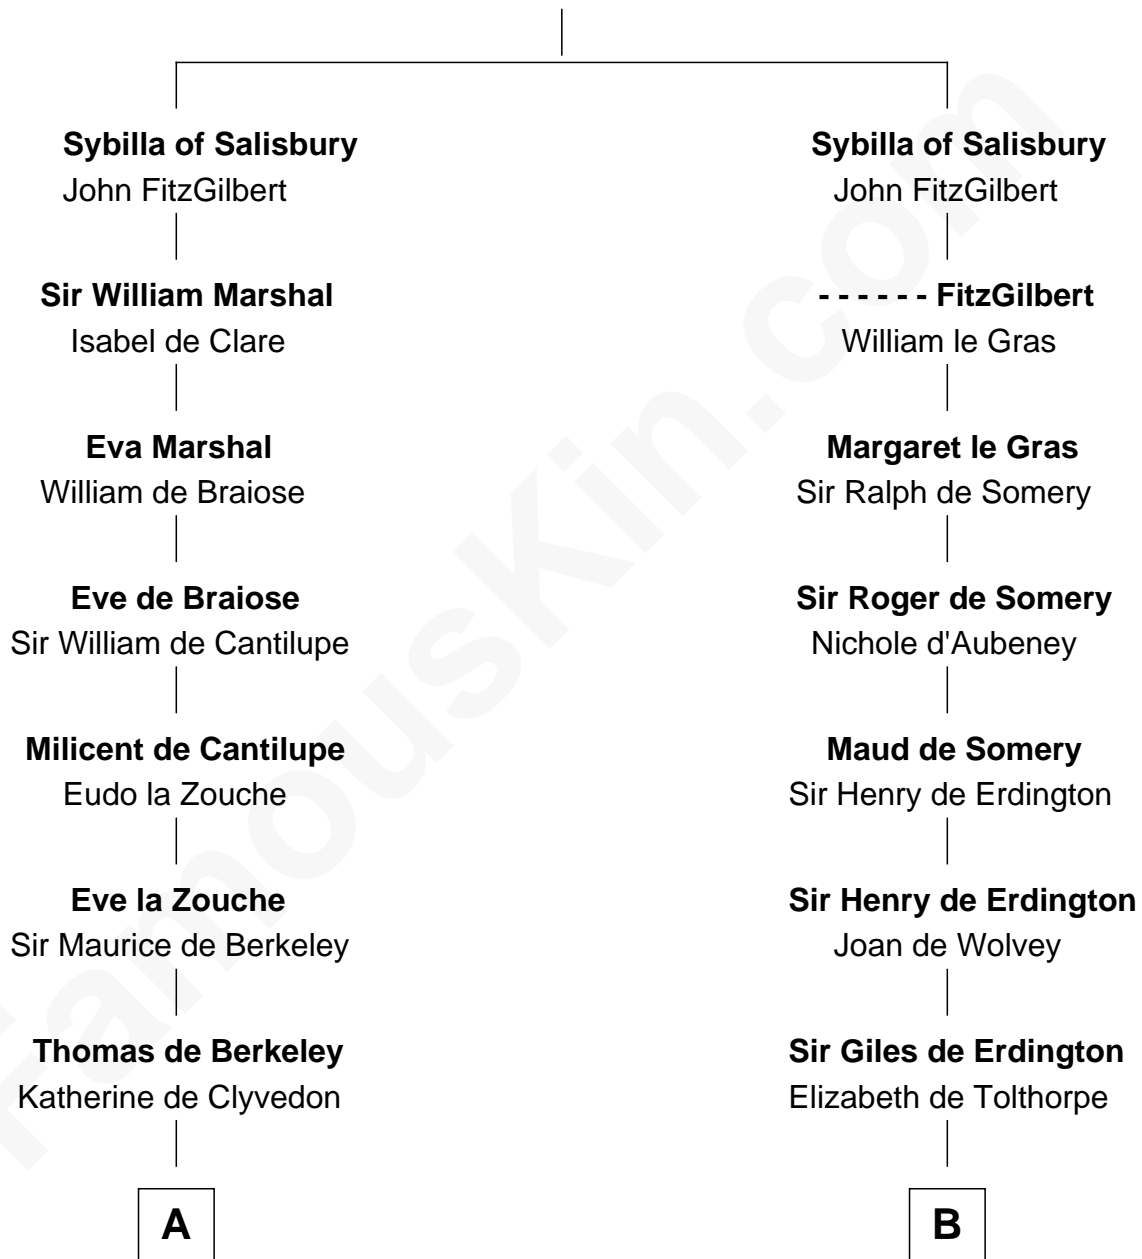 Sybilla of Salisbury
John FitzGilbert
Sir William Marshal
Isabel de Clare
Eva Marshal
William de Braiose
Eve de Braiose
Sir William de Cantilupe
Milicent de Cantilupe
Eudo la Zouche
Eve la Zouche
Sir Maurice de Berkeley
Thomas de Berkeley
Katherine de Clyvedon
A
Sybilla of Salisbury
John FitzGilbert
- - - - - - FitzGilbert
William le Gras
Margaret le Gras
Sir Ralph de Somery
Sir Roger de Somery
Nichole d'Aubeney
Maud de Somery
Sir Henry de Erdington
Sir Henry de Erdington
Joan de Wolvey
Sir Giles de Erdington
Elizabeth de Tolthorpe
B
FamousKin.com